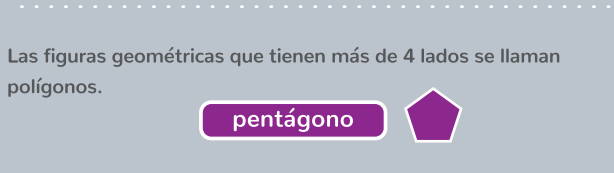 Las figuras geométricas que tienen más de 4 lados se llaman
polígonos.
pentágono